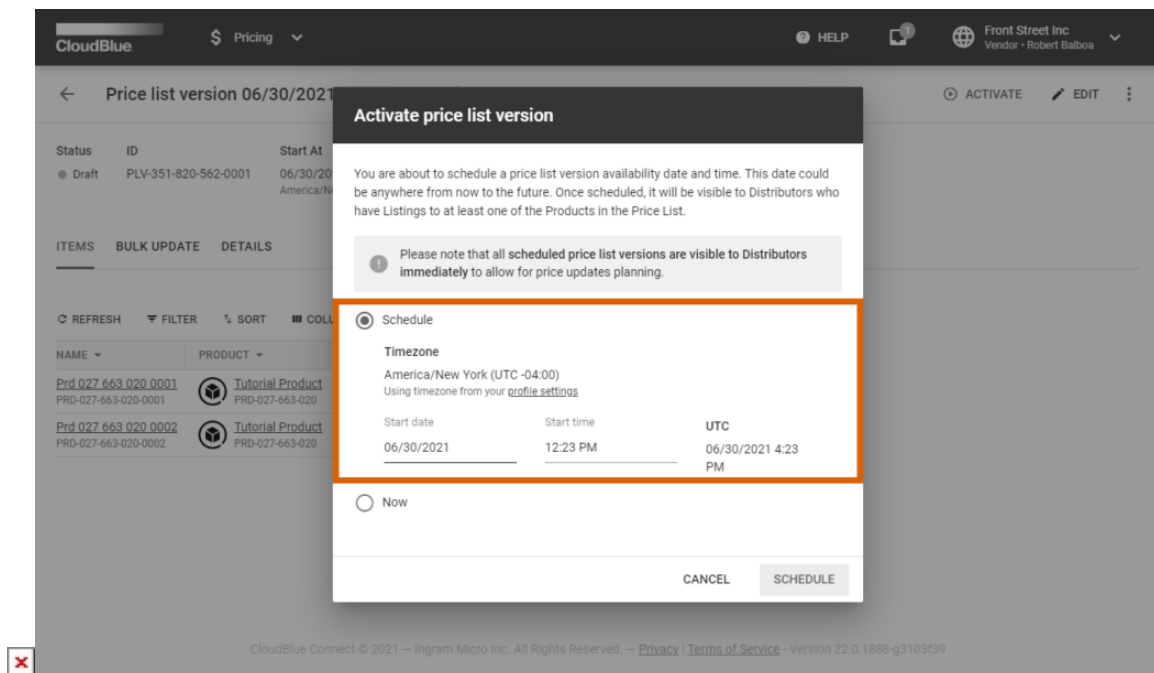 CloudBlue
$ Pricing
HELP
1
Front Street Inc
Vendor • Robert Balboa
Price list version 06/30/2021
ACTIVATE
EDIT
Activate price list version
Status ID Start At
Draft PLV-351-820-562-0001 06/30/20
America/N
You are about to schedule a price list version availability date and time. This date could
be anywhere from now to the future. Once scheduled, it will be visible to Distributors who
have Listings to at least one of the Products in the Price List.
ITEMS BULK UPDATE DETAILS
Please note that all scheduled price list versions are visible to Distributors
immediately to allow for price updates planning.
REFRESH FILTER SORT COLU
Schedule
Timezone
America/New York (UTC -04:00)
Using timezone from your profile settings
Start date Start time UTC
06/30/2021 12:23 PM 06/30/2021 4:23
PM
NAME PRODUCT
Prd 027 663 020 0001 Tutorial Product
PRD-027-663-020-0001 PRD-027-663-020
Prd 027 663 020 0002 Tutorial Product
PRD-027-663-020-0002 PRD-027-663-020
Now
CANCEL SCHEDULE
CloudBlue Connect © 2021 — Ingram Micro Inc. All Rights Reserved. — Privacy | Terms of Service - Version 22.0.1888-g3103f39